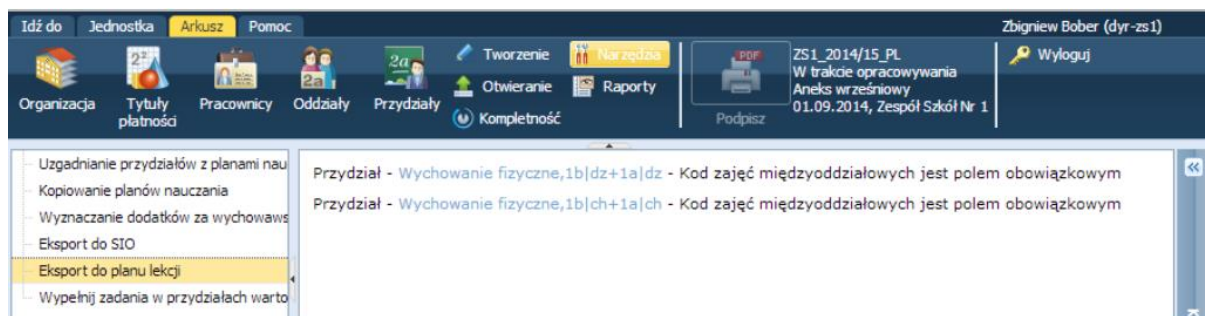 Idź do Jednostka Arkusz Pomoc Zbigniew Bober (dyr-zs1)
Organizacja
Tytuły
płatności
Pracownicy
Oddziały
Przydziały
Tworzenie
Otwieranie
Kompletność
Narzędzia
Raporty
PDF
Podpisz
ZS1_2014/15_PL
W trakcie opracowywania
Aneks wrześniowy
01.09.2014, Zespół Szkół Nr 1
Wyloguj
Uzgadnianie przydziałów z planami nau
Kopiowanie planów nauczania
Wyznaczanie dodatków za wychowaws
Eksport do SIO
Eksport do planu lekcji
Wypełnij zadania w przydziałach warto
Przydział - Wychowanie fizyczne,1b|dz+1a|dz - Kod zajęć międzyoddziałowych jest polem obowiązkowym
Przydział - Wychowanie fizyczne,1b|ch+1a|ch - Kod zajęć międzyoddziałowych jest polem obowiązkowym